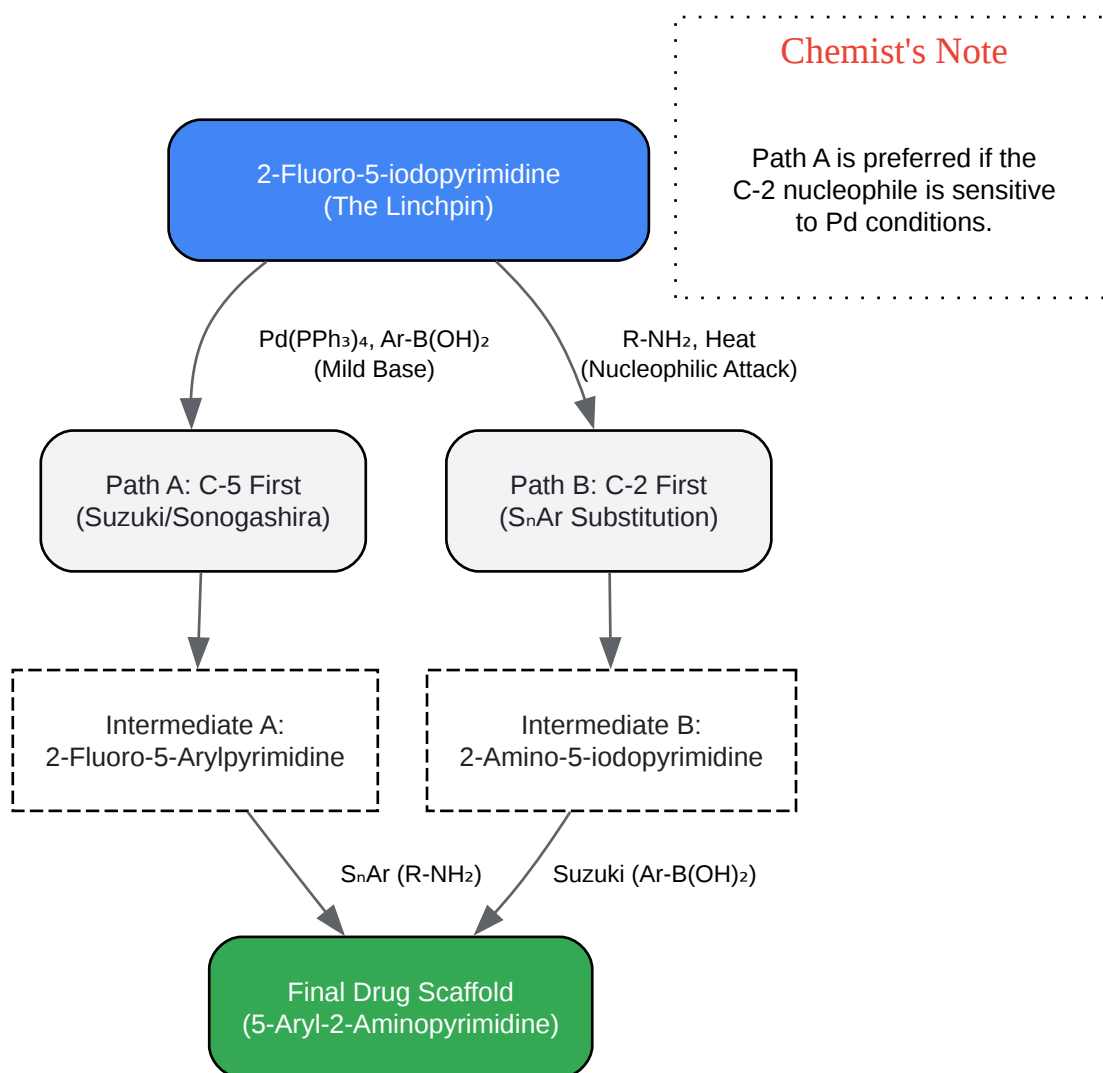 Chemist's Note
Path A is preferred if the
C-2 nucleophile is sensitive
to Pd conditions.
2-Fluoro-5-iodopyrimidine
(The Linchpin)
Pd(PPh₃)₄, Ar-B(OH)₂
(Mild Base)
R-NH₂, Heat
(Nucleophilic Attack)
Path A: C-5 First
(Suzuki/Sonogashira)
Path B: C-2 First
(SₙAr Substitution)
Intermediate A:
2-Fluoro-5-Arylpyrimidine
Intermediate B:
2-Amino-5-iodopyrimidine
SₙAr (R-NH₂)
Suzuki (Ar-B(OH)₂)
Final Drug Scaffold
(5-Aryl-2-Aminopyrimidine)